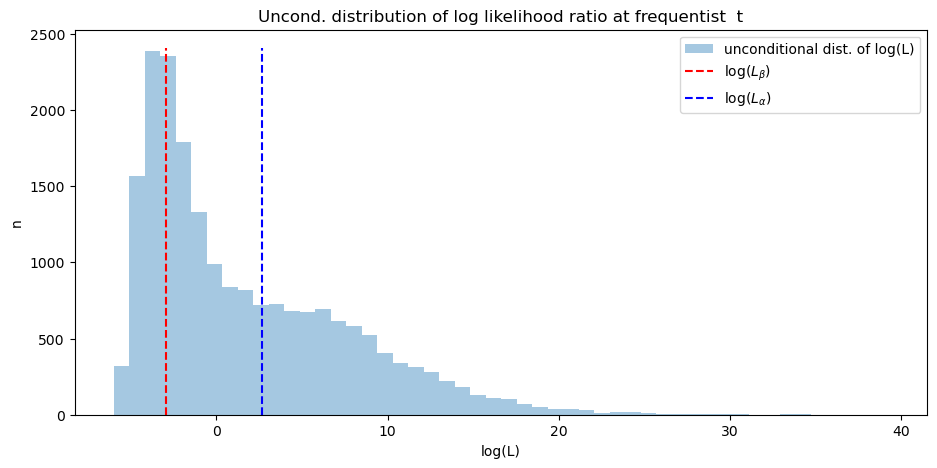 Uncond. distribution of log likelihood ratio at frequentist  t
2500
2000
1500
1000
500
0
n
unconditional dist. of log(L)
log(L_β)
log(L_α)
0 10 20 30 40
log(L)